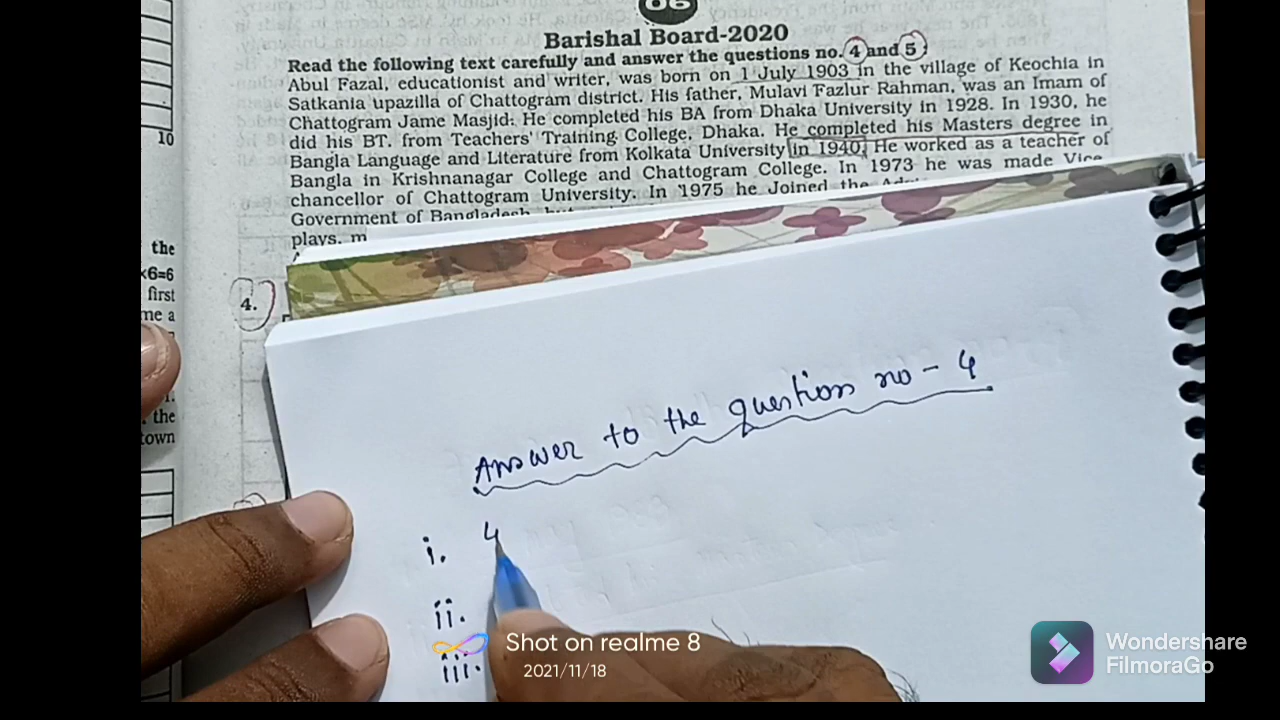 06
Barishal Board-2020
Read the following text carefully and answer the questions no. 4 and 5)
Abul Fazal, educationist and writer, was born on 1 July 1903 in the village of Keochia in
Satkania upazilla of Chattogram district. His father, Mulavi Fazlur Rahman, was an Imam of
Chattogram Jame Masjid. He completed his BA from Dhaka University in 1928. In 1930, he
did his BT. from Teachers' Training College, Dhaka. He completed his Masters degree in
Bangla Language and Literature from Kolkata University in 1940. He worked as a teacher of
Bangla in Krishnanagar College and Chattogram College. In 1973 he was made Vice
chancellor of Chattogram University. In 1975 he Joined the
Government of Bangladesh, but
plays, m
10
the
×6=6
first
me a
the
town
4.
Answer to the question no - 4
i. 4
ii.
iii.
Shot on realme 8
2021/11/18
Wondershare
FilmoraGo